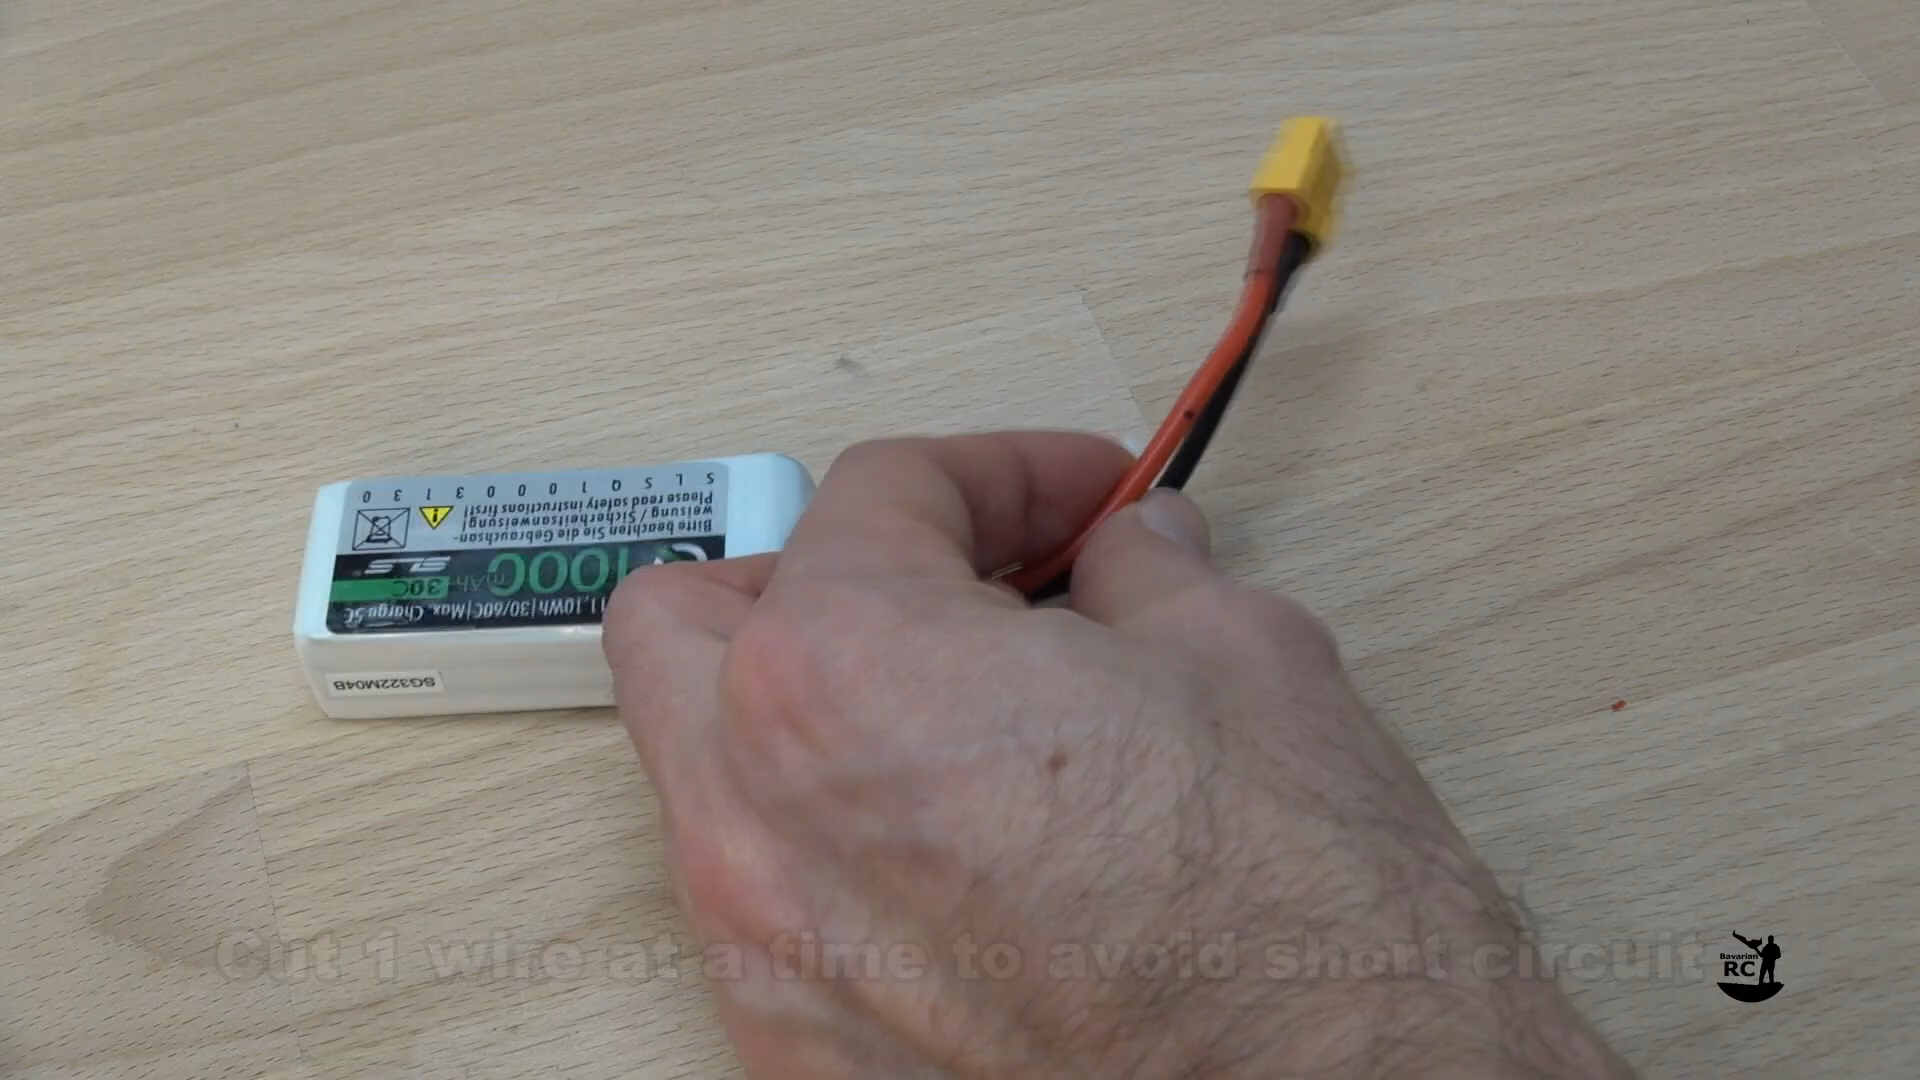 S L S Q 1 0 0 0 3 1 3 0
Bitte beachten Sie die Gebrauchsan-
weisung / Sicherheitsanweisung!
Please read safety instructions first!
SLS
1000 mAh 30C
11,10Wh|30/60C|Max. Charge 5C
SG322M04B
Cut 1 wire at a time to avoid short circuit
Bavarian
RC